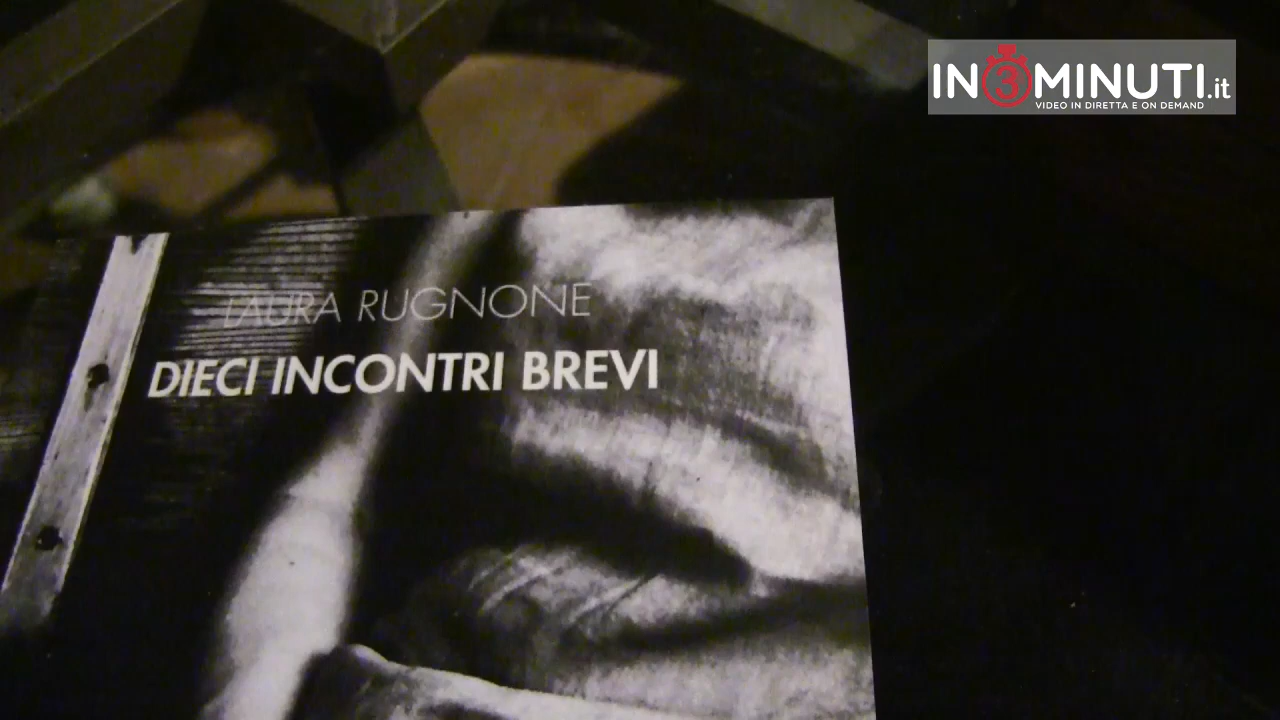 IN3MINUTI.it
VIDEO IN DIRETTA E ON DEMAND
LAURA RUGNONE
DIECI INCONTRI BREVI